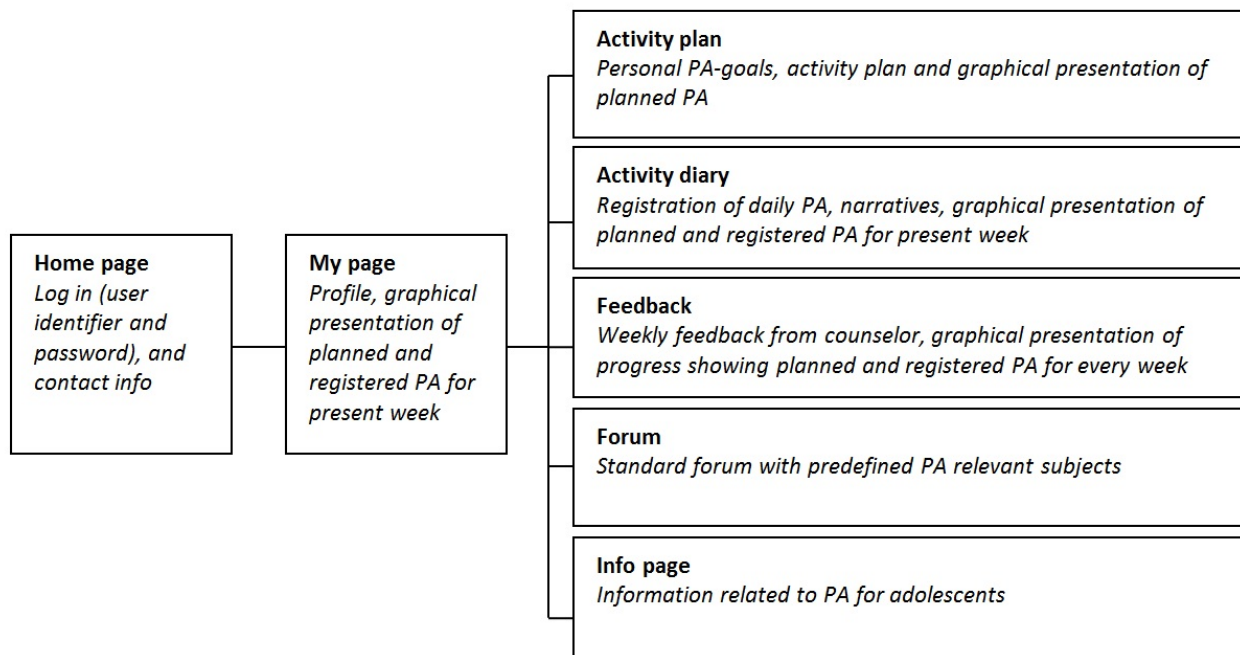 Home page
Log in (user
identifier and
password), and
contact info
My page
Profile, graphical
presentation of
planned and
registered PA for
present week
Activity plan
Personal PA-goals, activity plan and graphical presentation of
planned PA
Activity diary
Registration of daily PA, narratives, graphical presentation of
planned and registered PA for present week
Feedback
Weekly feedback from counselor, graphical presentation of
progress showing planned and registered PA for every week
Forum
Standard forum with predefined PA relevant subjects
Info page
Information related to PA for adolescents